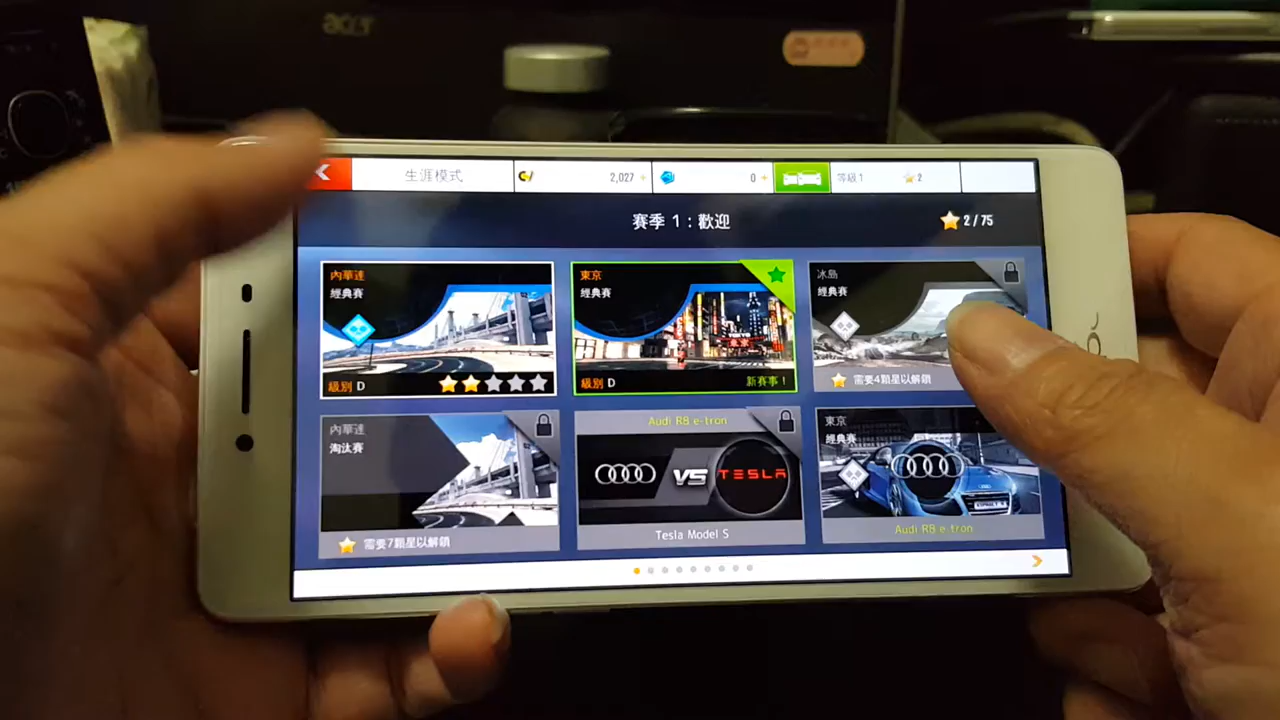 acer
生涯模式
2,027
0
等級1
2
賽季 1：歡迎
2 / 75
內華達
經典賽
級別 D
東京
經典賽
東京
級別 D
新賽事！
冰島
經典賽
需要4顆星以解鎖
內華達
淘汰賽
需要7顆星以解鎖
Audi R8 e-tron
VS
TESLA
Tesla Model S
東京
經典賽
Audi R8 e-tron